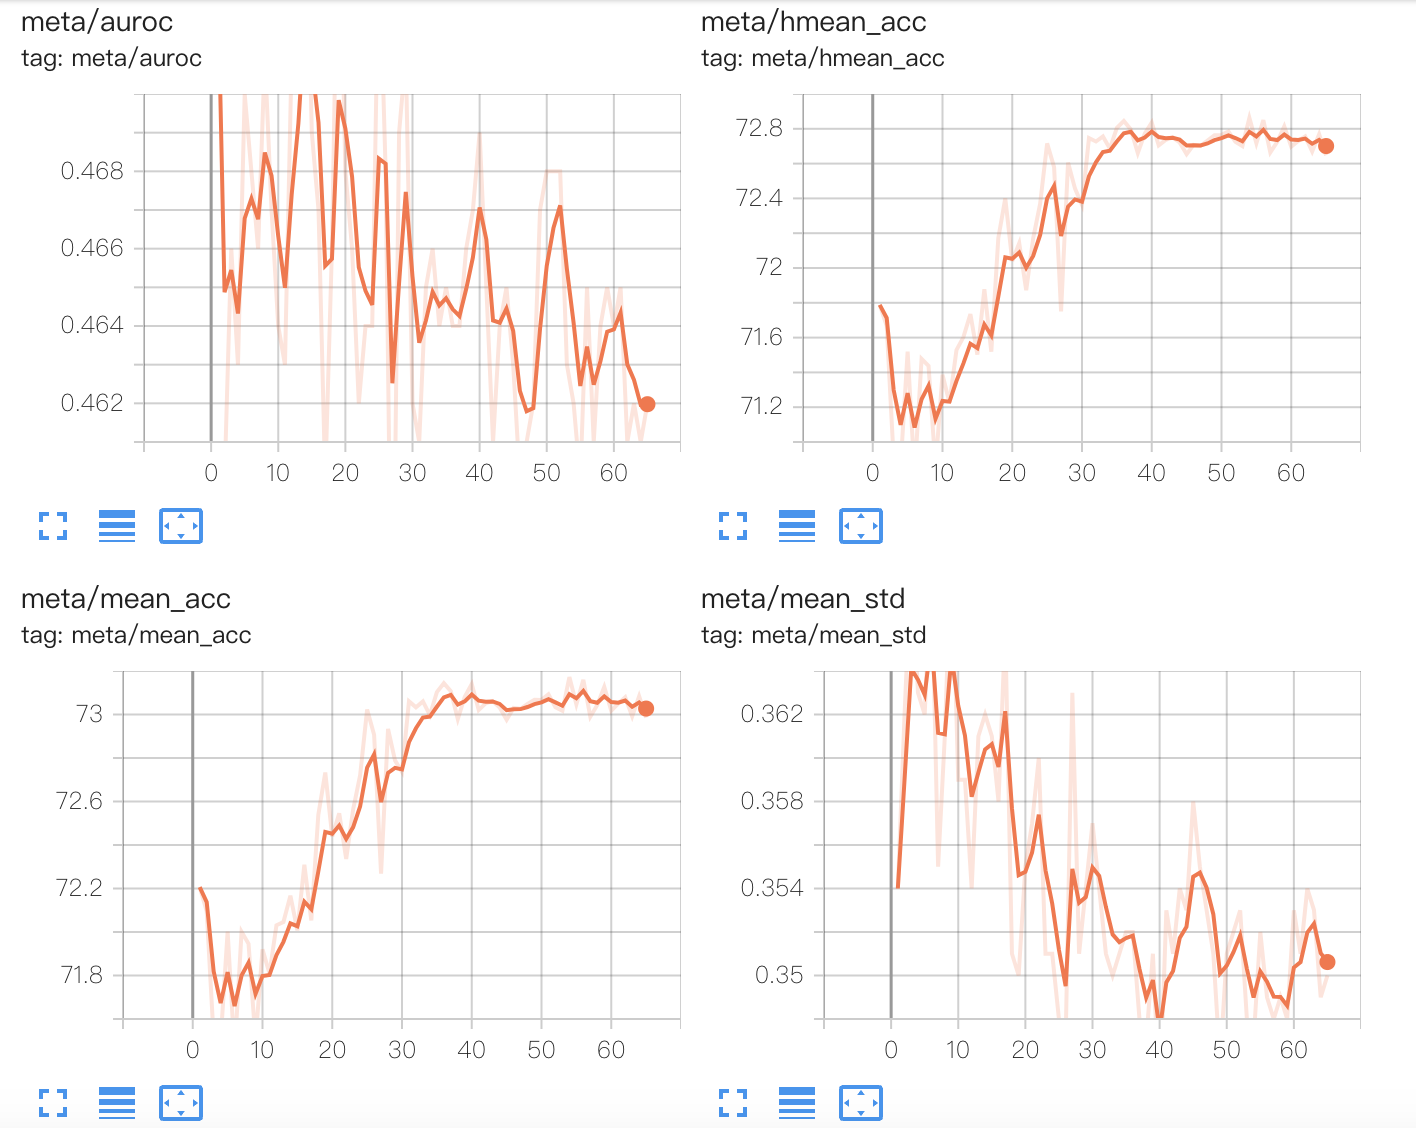 meta/auroc
tag: meta/auroc
0.468
0.466
0.464
0.462
0 10 20 30 40 50 60
meta/hmean_acc
tag: meta/hmean_acc
72.8
72.4
72
71.6
71.2
0 10 20 30 40 50 60
meta/mean_acc
tag: meta/mean_acc
73
72.6
72.2
71.8
0 10 20 30 40 50 60
meta/mean_std
tag: meta/mean_std
0.362
0.358
0.354
0.35
0 10 20 30 40 50 60